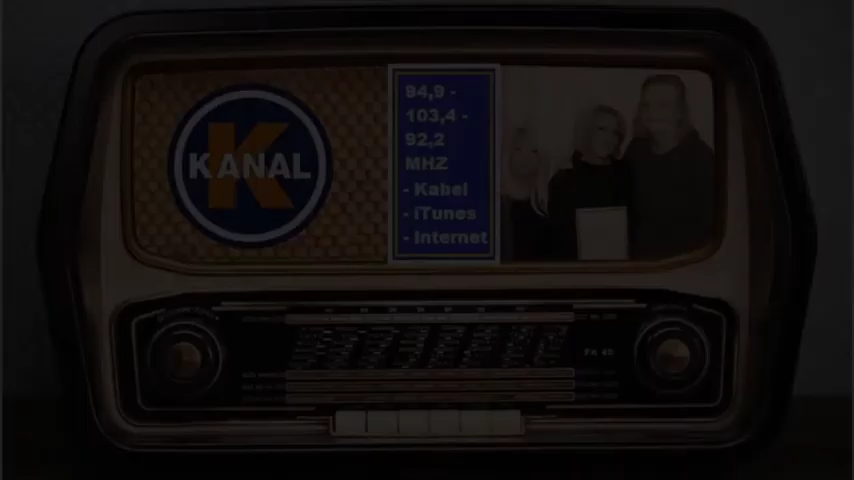 KANAL
K
94,9 -
103,4 -
92,2
MHZ
- Kabel
- iTunes
- Internet